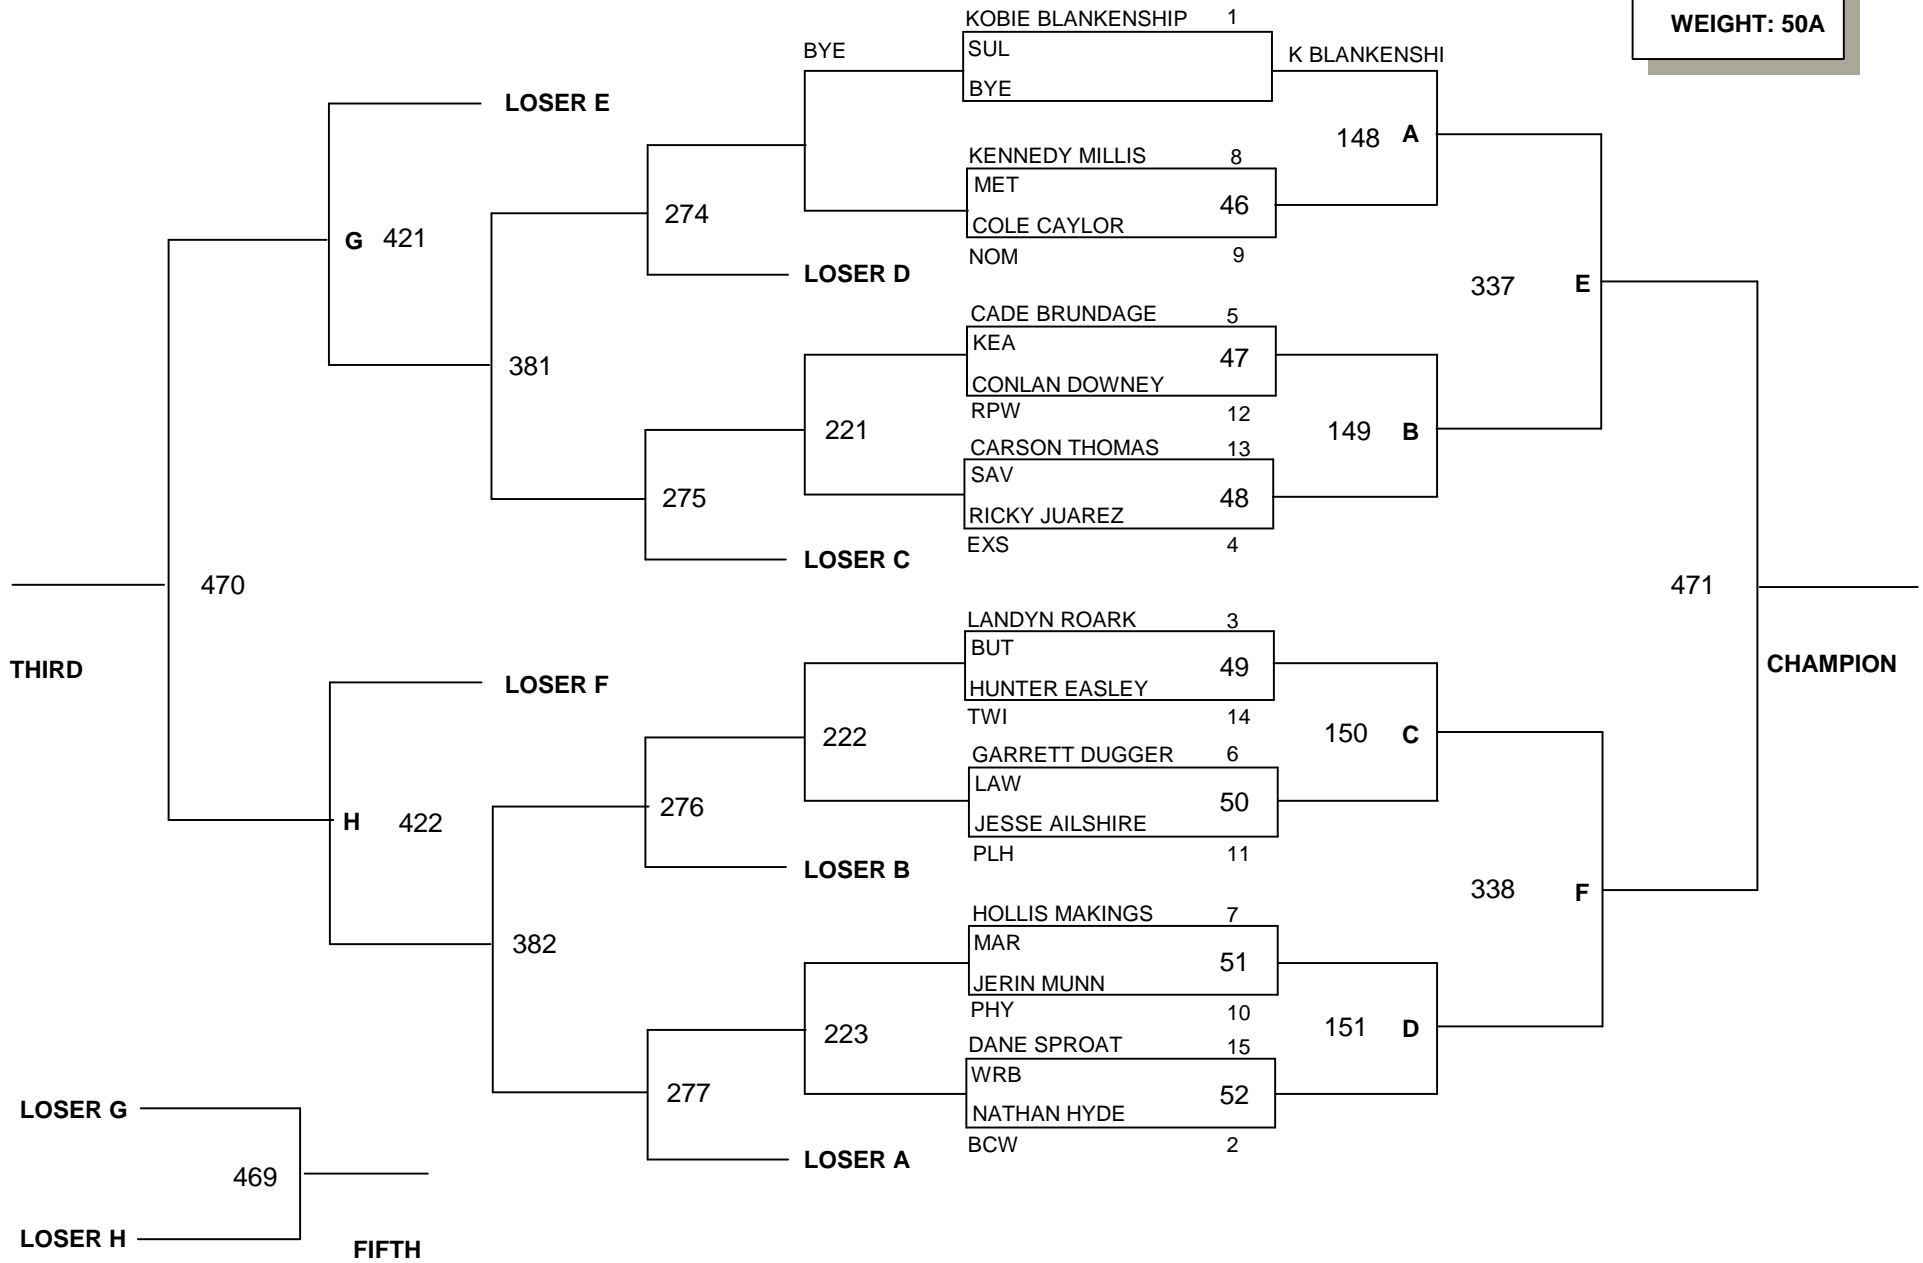 WEIGHT: 50A
KOBIE BLANKENSHIP 1
SUL
BYE
BYE
K BLANKENSHI
LOSER E
148 A
KENNEDY MILLIS 8
MET
46
COLE CAYLOR
NOM 9
274
G 421
LOSER D
337 E
CADE BRUNDAGE 5
KEA
47
CONLAN DOWNEY
RPW 12
381
221
149 B
CARSON THOMAS 13
SAV
48
RICKY JUAREZ
EXS 4
275
LOSER C
470
471
THIRD
CHAMPION
LANDYN ROARK 3
BUT
49
HUNTER EASLEY
TWI 14
LOSER F
222
150 C
GARRETT DUGGER 6
LAW
50
JESSE AILSHIRE
PLH 11
276
H 422
LOSER B
338 F
HOLLIS MAKINGS 7
MAR
51
JERIN MUNN
PHY 10
382
223
151 D
DANE SPROAT 15
WRB
52
NATHAN HYDE
BCW 2
277
LOSER A
LOSER G
469
LOSER H
FIFTH